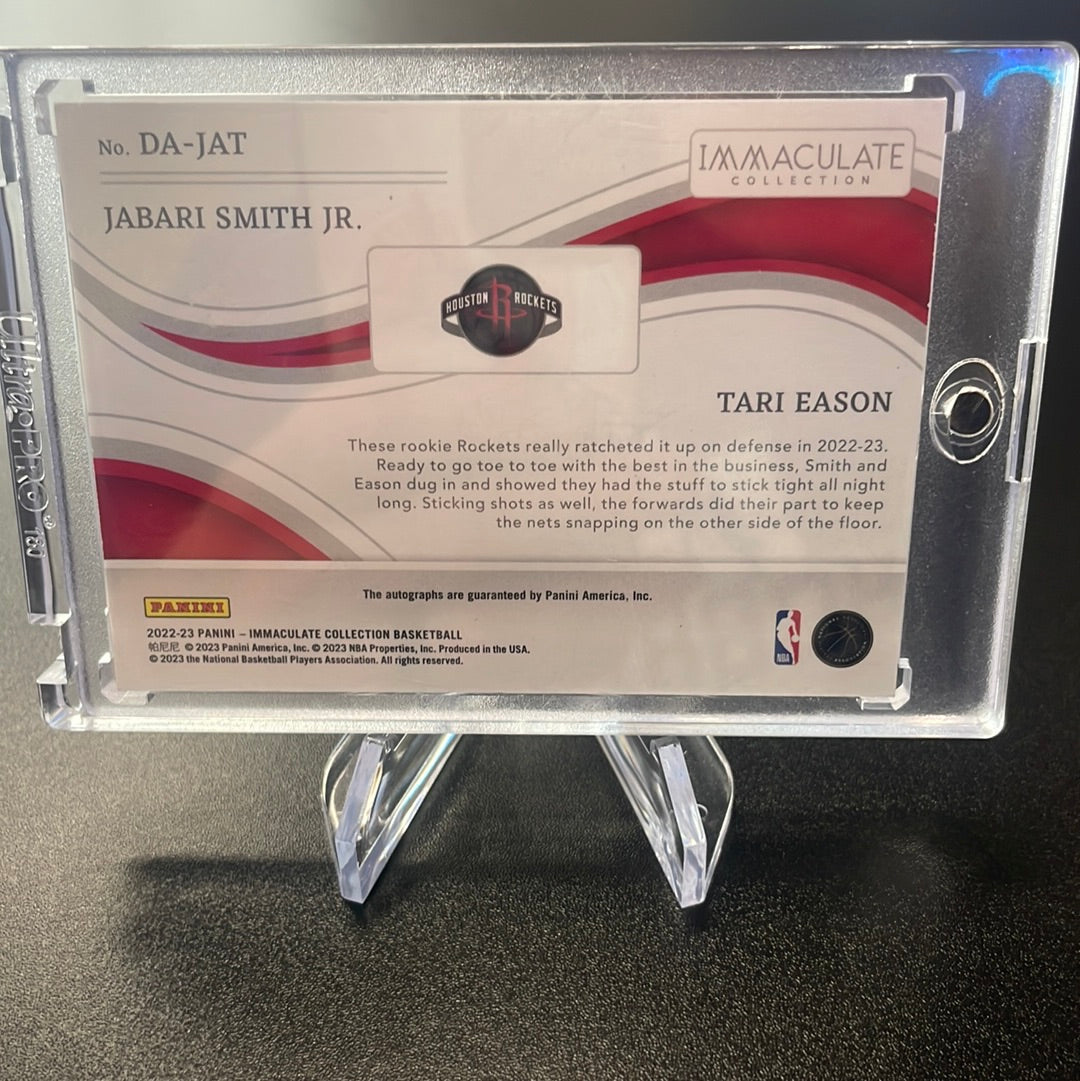 No. DA-JAT
IMMACULATE
COLLECTION
JABARI SMITH JR.
HOUSTON R ROCKETS
TARI EASON
These rookie Rockets really ratcheted it up on defense in 2022-23.
Ready to go toe to toe with the best in the business, Smith and
Eason dug in and showed they had the stuff to stick tight all night
long. Sticking shots as well, the forwards did their part to keep
the nets snapping on the other side of the floor.
The autographs are guaranteed by Panini America, Inc.
PANINI
2022-23 PANINI – IMMACULATE COLLECTION BASKETBALL
帕尼尼 © 2023 Panini America, Inc. © 2023 NBA Properties, Inc. Produced in the USA.
© 2023 the National Basketball Players Association. All rights reserved.
NBA
Ultra PRO® 180